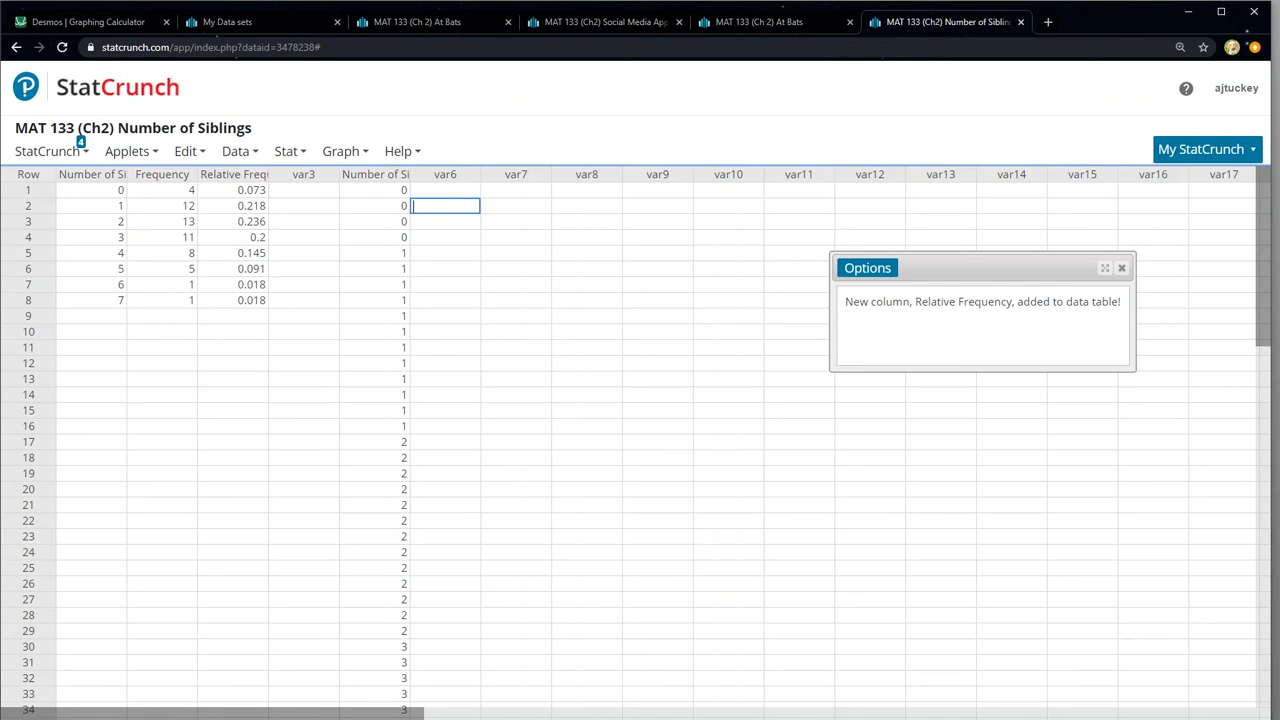 Desmos | Graphing Calculator × My Data sets × MAT 133 (Ch 2) At Bats × MAT 133 (Ch2) Social Media App × MAT 133 (Ch 2) At Bats × MAT 133 (Ch2) Number of Siblin × +
statcrunch.com/app/index.php?dataid=3478238#
StatCrunch
ajtuckey
MAT 133 (Ch2) Number of Siblings
4
StatCrunch Applets Edit Data Stat Graph Help
My StatCrunch
Row Number of Si Frequency Relative Freq var3 Number of Si var6 var7 var8 var9 var10 var11 var12 var13 var14 var15 var16 var17
1 0 4 0.073 0
2 1 12 0.218 0
3 2 13 0.236 0
4 3 11 0.2 0
5 4 8 0.145 1
6 5 5 0.091 1
7 6 1 0.018 1
8 7 1 0.018 1
9 1
10 1
11 1
12 1
13 1
14 1
15 1
16 1
17 2
18 2
19 2
20 2
21 2
22 2
23 2
24 2
25 2
26 2
27 2
28 2
29 2
30 3
31 3
32 3
33 3
34 3
Options
New column, Relative Frequency, added to data table!